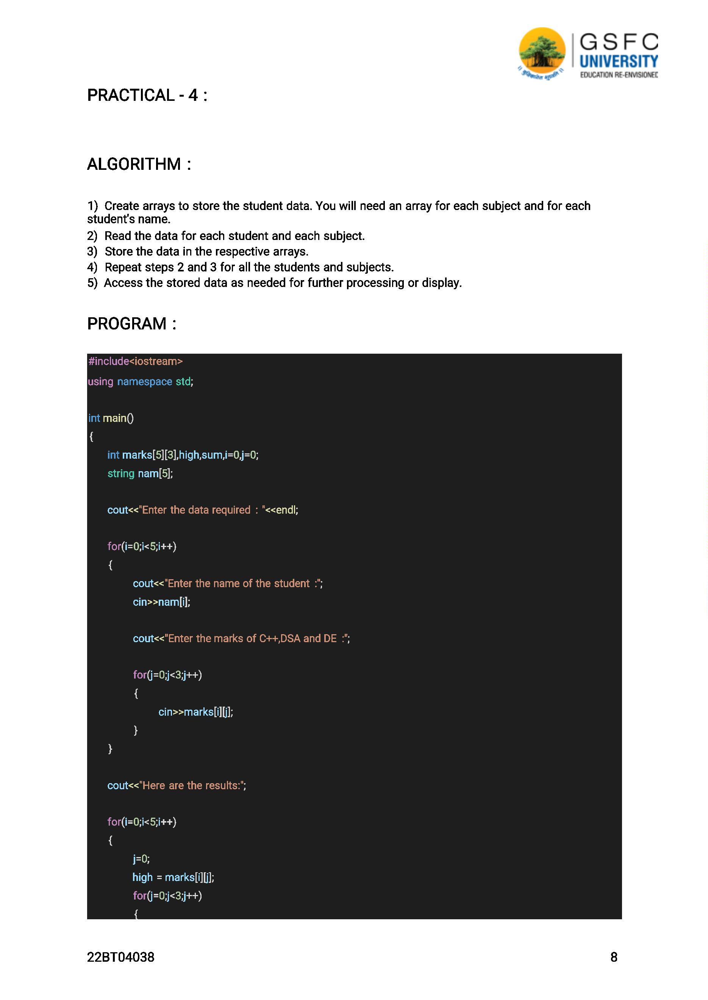 GSFC
UNIVERSITY
EDUCATION RE-ENVISIONED
PRACTICAL - 4 :
ALGORITHM :
1) Create arrays to store the student data. You will need an array for each subject and for each
student's name.
2) Read the data for each student and each subject.
3) Store the data in the respective arrays.
4) Repeat steps 2 and 3 for all the students and subjects.
5) Access the stored data as needed for further processing or display.
PROGRAM :
#include<iostream>
using namespace std;
int main()
{
int marks[5][3],high,sum,i=0,j=0;
string nam[5];
cout<<"Enter the data required : "<<endl;
for(i=0;i<5;i++)
{
cout<<"Enter the name of the student :";
cin>>nam[i];
cout<<"Enter the marks of C++,DSA and DE :";
for(j=0;j<3;j++)
{
cin>>marks[i][j];
}
}
cout<<"Here are the results:";
for(i=0;i<5;i++)
{
j=0;
high = marks[i][j];
for(j=0;j<3;j++)
{
22BT04038 8